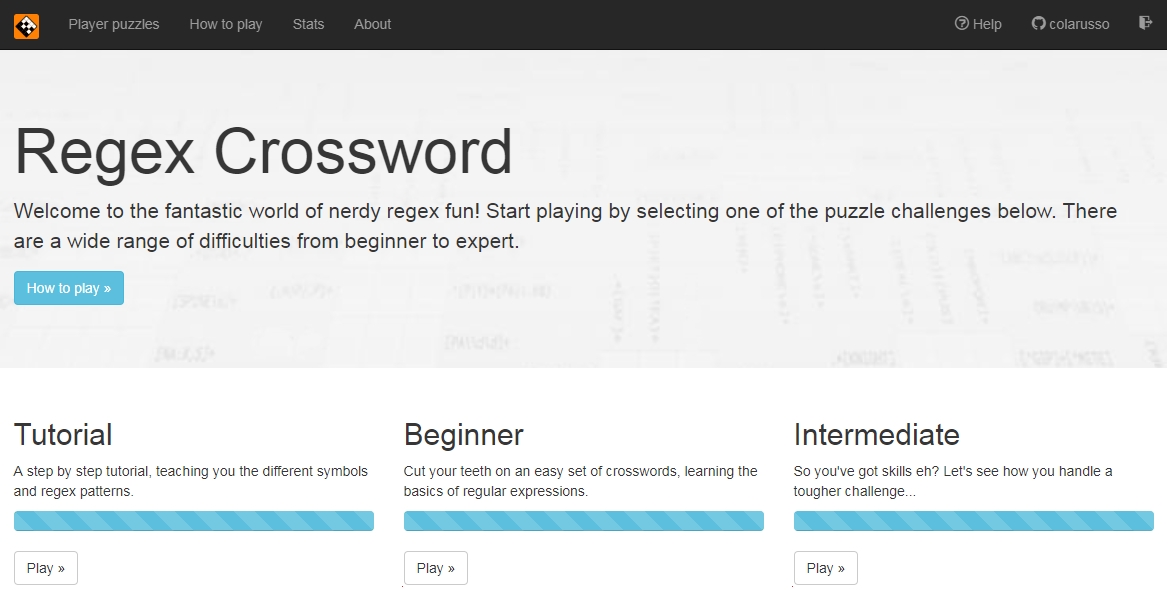 Player puzzles How to play Stats About Help colarusso
Regex Crossword
Welcome to the fantastic world of nerdy regex fun! Start playing by selecting one of the puzzle challenges below. There
are a wide range of difficulties from beginner to expert.
How to play »
Tutorial
A step by step tutorial, teaching you the different symbols
and regex patterns.
Play »
Beginner
Cut your teeth on an easy set of crosswords, learning the
basics of regular expressions.
Play »
Intermediate
So you've got skills eh? Let's see how you handle a
tougher challenge...
Play »